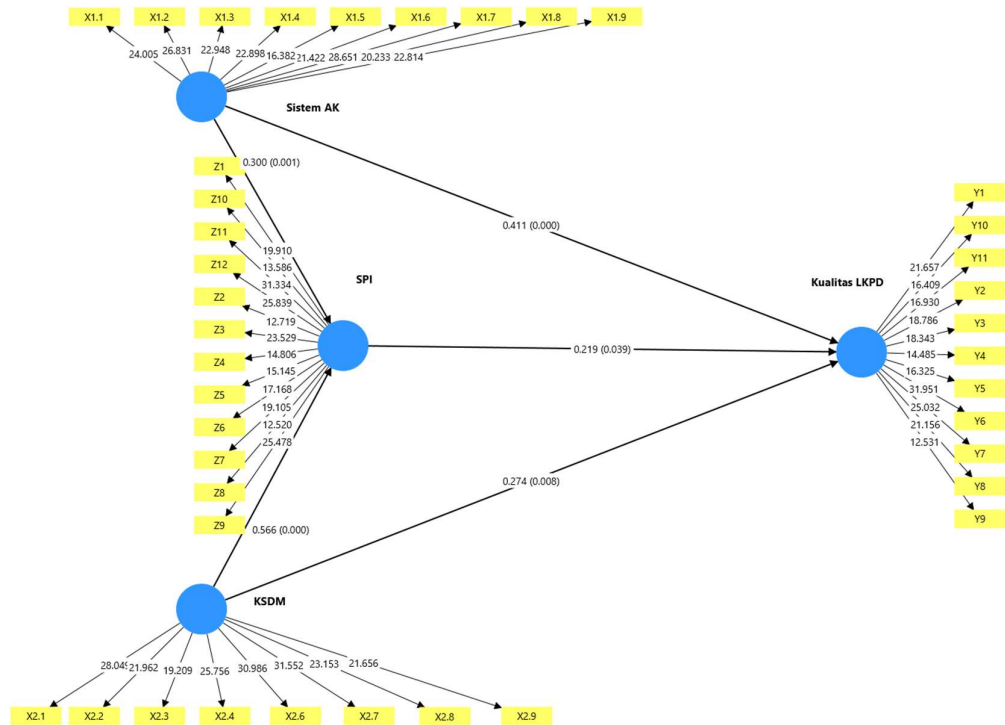 X1.1 X1.2 X1.3 X1.4 X1.5 X1.6 X1.7 X1.8 X1.9
24.005 26.831 22.948 22.898 16.382 21.422 28.651 20.233 22.814
Sistem AK
0.300 (0.001)
Z1
Z10
Z11
Z12
Z2
Z3
Z4
Z5
Z6
Z7
Z8
Z9
19.910
13.586
31.334
25.839
12.719
23.529
14.806
15.145
17.168
19.105
12.520
25.478
SPI
0.411 (0.000)
0.219 (0.039)
0.274 (0.008)
0.566 (0.000)
Kualitas LKPD
21.657
16.409
16.930
18.786
18.343
14.485
16.325
31.951
25.032
21.156
12.531
Y1
Y10
Y11
Y2
Y3
Y4
Y5
Y6
Y7
Y8
Y9
KSDM
28.049 21.962 19.209 25.756 30.986 31.552 23.153 21.656
X2.1 X2.2 X2.3 X2.4 X2.6 X2.7 X2.8 X2.9